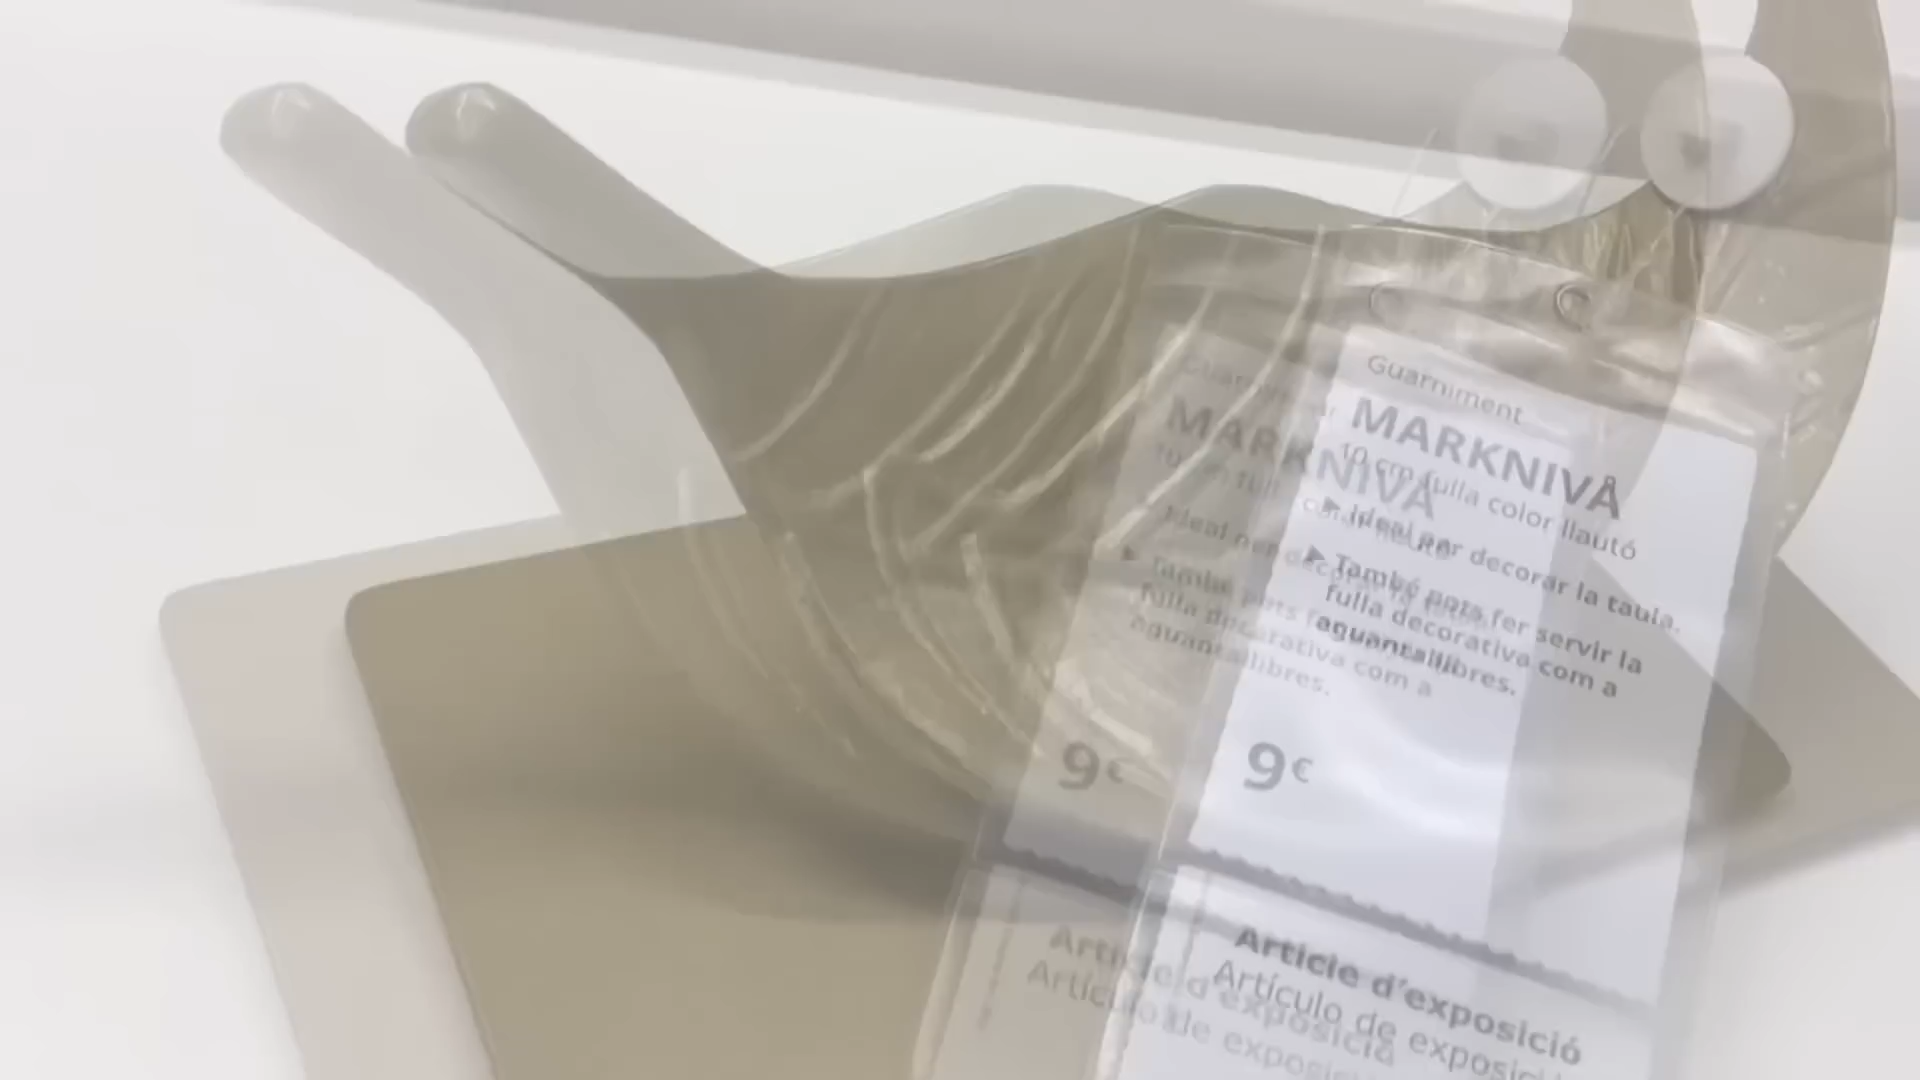 Guarniment
MARKNIVÅ
10 cm fulla color llautó
Ideal per decorar la taula.
També pots fer servir la
fulla decorativa com a
aguantallibres.
9€
Article d'exposició
Artículo de exposición